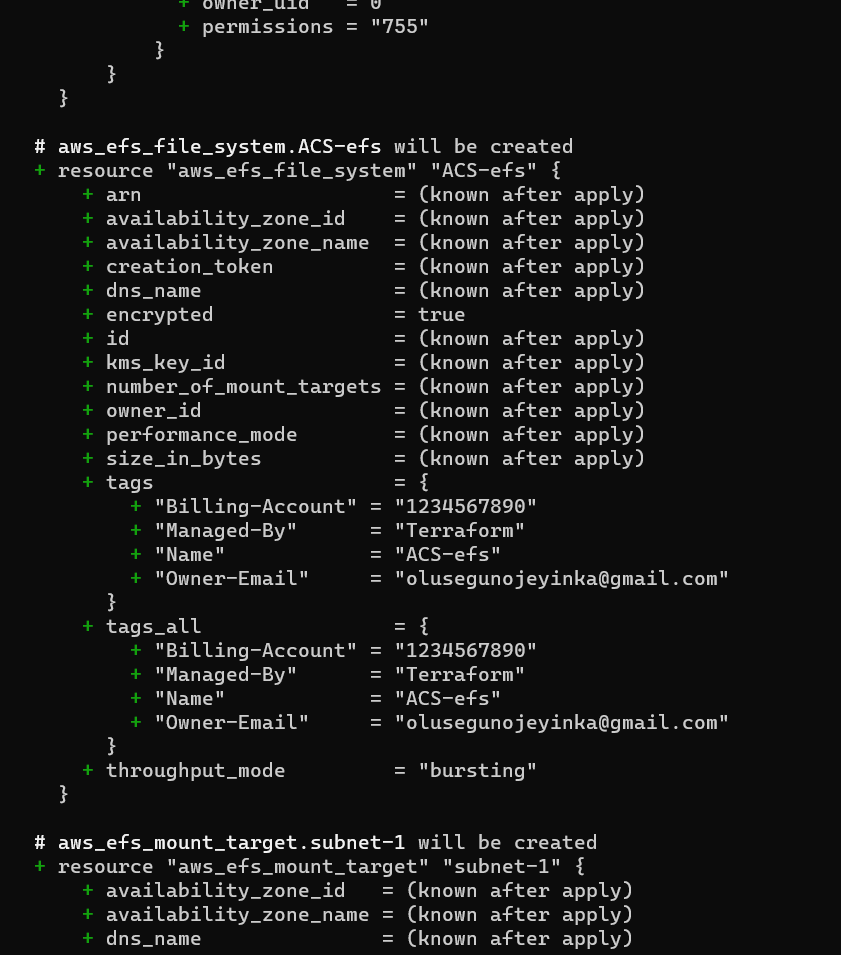 + owner_uid   = 0
              + permissions = "755"
            }
        }
    }

  # aws_efs_file_system.ACS-efs will be created
  + resource "aws_efs_file_system" "ACS-efs" {
      + arn                     = (known after apply)
      + availability_zone_id    = (known after apply)
      + availability_zone_name  = (known after apply)
      + creation_token          = (known after apply)
      + dns_name                = (known after apply)
      + encrypted               = true
      + id                      = (known after apply)
      + kms_key_id              = (known after apply)
      + number_of_mount_targets = (known after apply)
      + owner_id                = (known after apply)
      + performance_mode        = (known after apply)
      + size_in_bytes           = (known after apply)
      + tags                    = {
          + "Billing-Account" = "1234567890"
          + "Managed-By"      = "Terraform"
          + "Name"            = "ACS-efs"
          + "Owner-Email"     = "olusegunojeyinka@gmail.com"
        }
      + tags_all                = {
          + "Billing-Account" = "1234567890"
          + "Managed-By"      = "Terraform"
          + "Name"            = "ACS-efs"
          + "Owner-Email"     = "olusegunojeyinka@gmail.com"
        }
      + throughput_mode         = "bursting"
    }

  # aws_efs_mount_target.subnet-1 will be created
  + resource "aws_efs_mount_target" "subnet-1" {
      + availability_zone_id   = (known after apply)
      + availability_zone_name = (known after apply)
      + dns_name               = (known after apply)